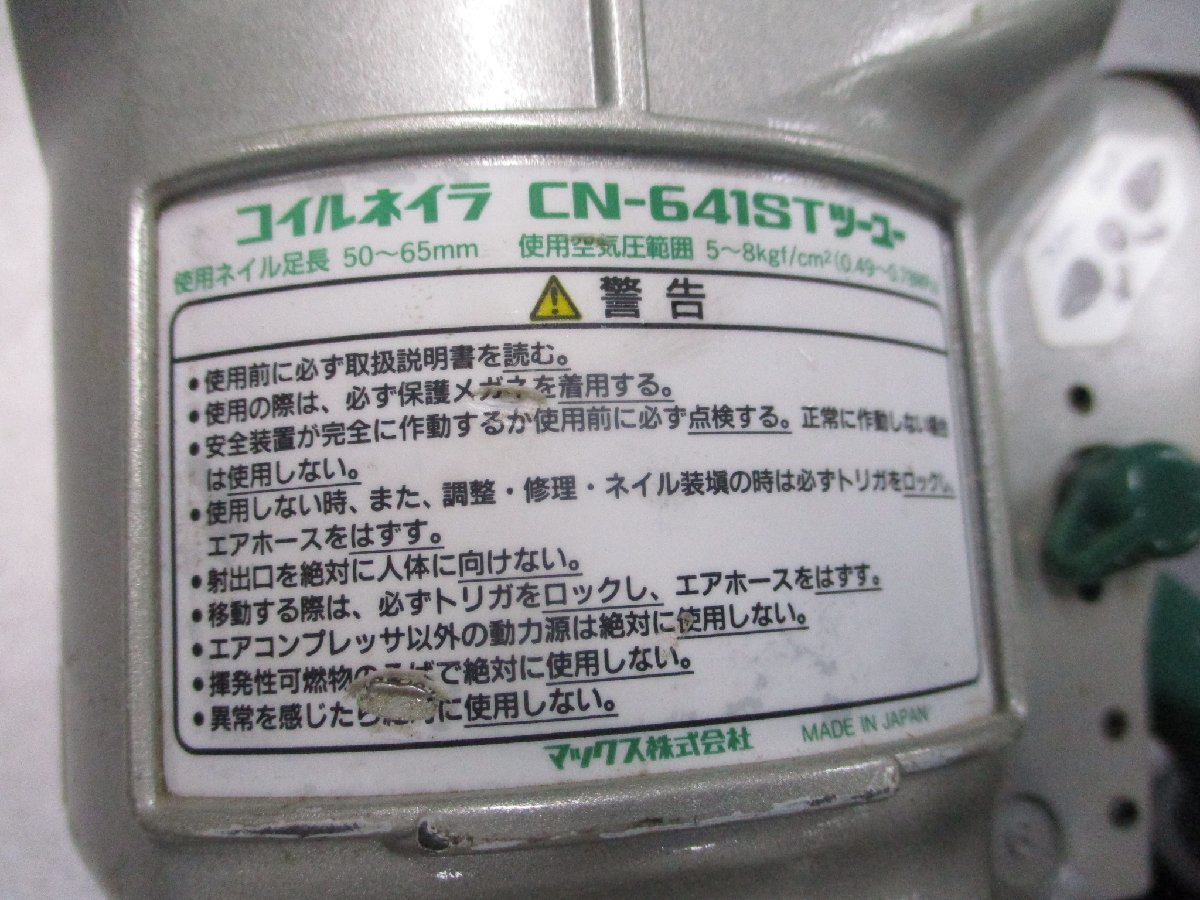 コイルネイラ CN-641STツーユー
使用ネイル足長 50～65mm 使用空気圧範囲 5～8kgf/cm²(0.49～
警告
・使用前に必ず取扱説明書を読む。
・使用の際は、必ず保護メガネを着用する。
・安全装置が完全に作動するか使用前に必ず点検する。正常に作動しない場合
は使用しない。
・使用しない時、また、調整・修理・ネイル装塡の時は必ずトリガをロックし、
エアホースをはずす。
・射出口を絶対に人体に向けない。
・移動する際は、必ずトリガをロックし、エアホースをはずす。
・エアコンプレッサ以外の動力源は絶対に使用しない。
・揮発性可燃物のそばで絶対に使用しない。
・異常を感じたら に使用しない。
マックス株式会社 MADE IN JAPAN